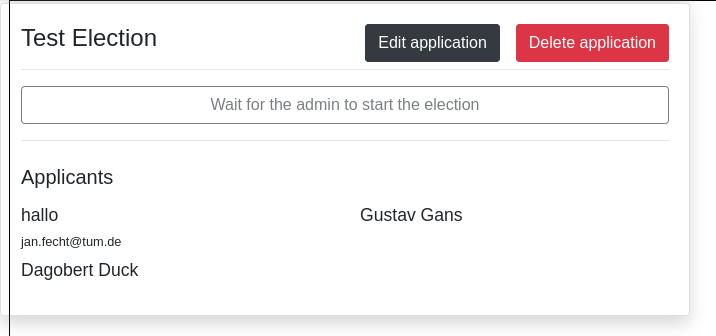 Test Election
Edit application
Delete application
Wait for the admin to start the election
Applicants
hallo
jan.fecht@tum.de
Gustav Gans
Dagobert Duck